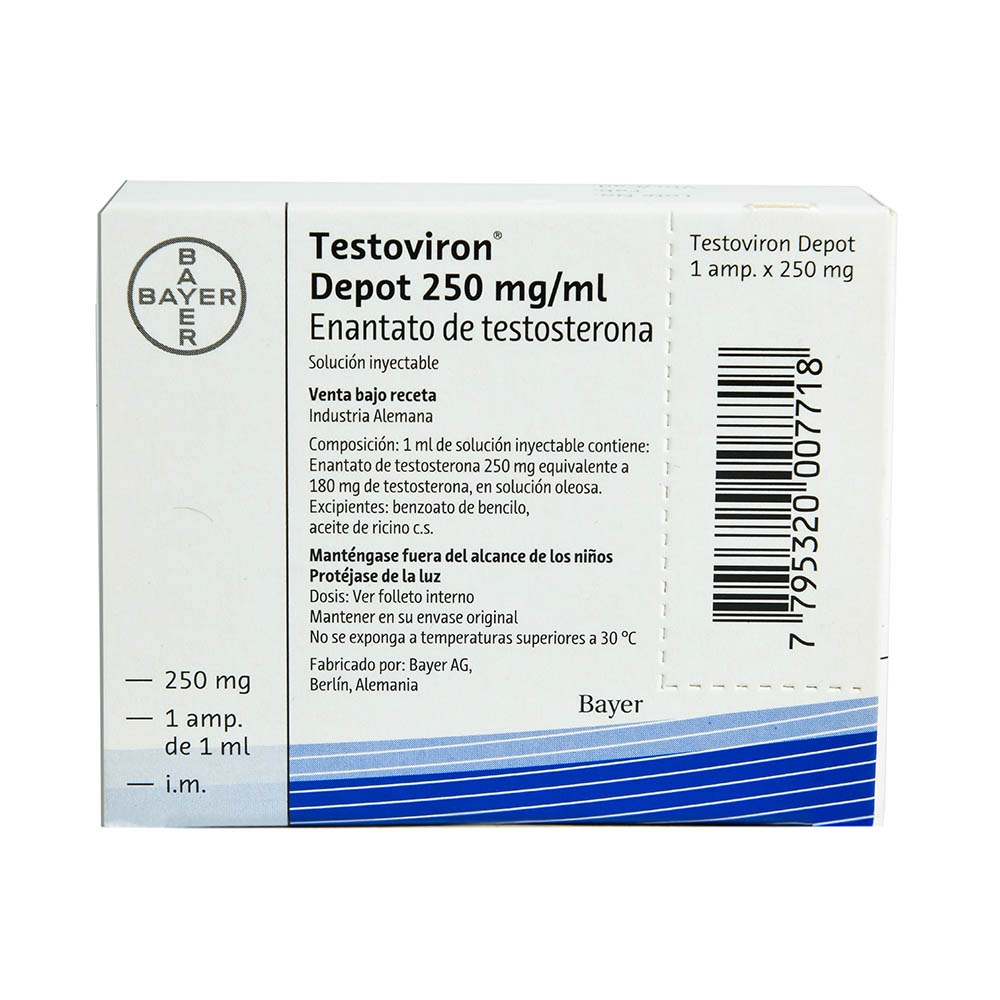 BAYER
BAYER
Testoviron®
Depot 250 mg/ml
Enantato de testosterona
Solución inyectable
Venta bajo receta
Industria Alemana
Composición: 1 ml de solución inyectable contiene:
Enantato de testosterona 250 mg equivalente a
180 mg de testosterona, en solución oleosa.
Excipientes: benzoato de bencilo,
aceite de ricino c.s.
Manténgase fuera del alcance de los niños
Protéjase de la luz
Dosis: Ver folleto interno
Mantener en su envase original
No se exponga a temperaturas superiores a 30 °C
Fabricado por: Bayer AG,
Berlín, Alemania
Bayer
250 mg
1 amp.
de 1 ml
i.m.
Testoviron Depot
1 amp. x 250 mg
7 795320 007718